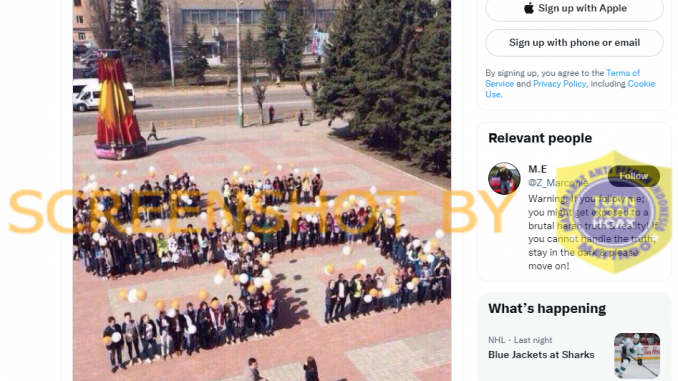 Sign up with Apple
Sign up with phone or email
By signing up, you agree to the Terms of
Service and Privacy Policy, including Cookie
Use.
Relevant people
M.E
@Z_Marconie
Follow
Warning: If you follow me;
you might get exposed to a
brutal harsh truth/reality! If
you cannot handle the truth;
stay in the dark & please
move on!
SCREENSHOT BY
TURN
HOAX
What's happening
NHL · Last night
Blue Jackets at Sharks